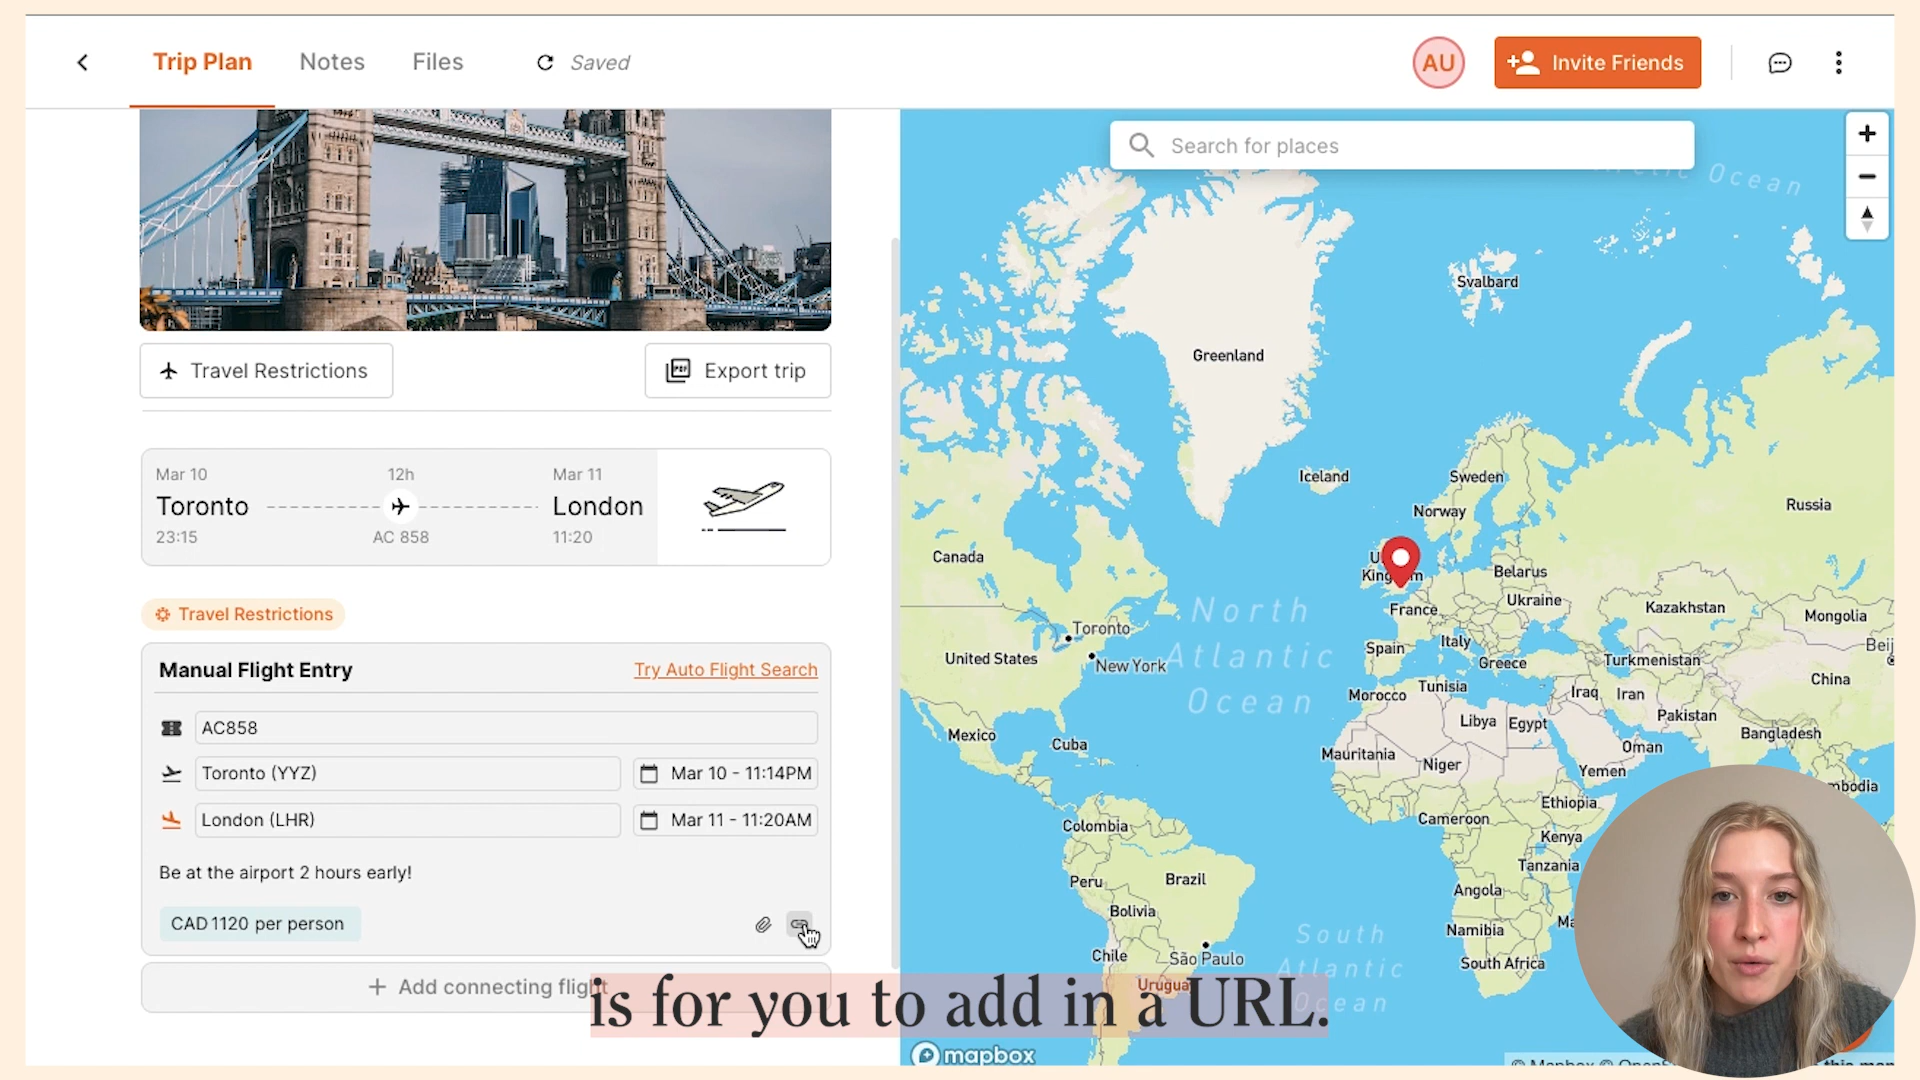 Trip Plan
Notes
Files
Saved
AU
Invite Friends
Travel Restrictions
PDF
Export trip
Mar 10
12h
Mar 11
Toronto
London
23:15
AC 858
11:20
Travel Restrictions
Manual Flight Entry
Try Auto Flight Search
AC858
Toronto (YYZ)
Mar 10 - 11:14PM
London (LHR)
Mar 11 - 11:20AM
Be at the airport 2 hours early!
CAD 1120 per person
+ Add connecting flight
is for you to add in a URL.
Search for places
Ocean
Svalbard
Greenland
Iceland
Sweden
Norway
Russia
Canada
Belarus
Ukraine
France
Kazakhstan
Mongolia
North
Atlantic
Ocean
Toronto
New York
United States
Spain
Italy
Greece
Turkmenistan
China
Morocco
Tunisia
Iraq
Iran
Pakistan
Mexico
Cuba
Libya
Egypt
Bangladesh
Mauritania
Niger
Oman
Yemen
Ethiopia
Cameroon
Kenya
Colombia
Tanzania
Peru
Brazil
Angola
Bolivia
Namibia
Chile
São Paulo
South Africa
South
Atlantic
mapbox
© Mapbox